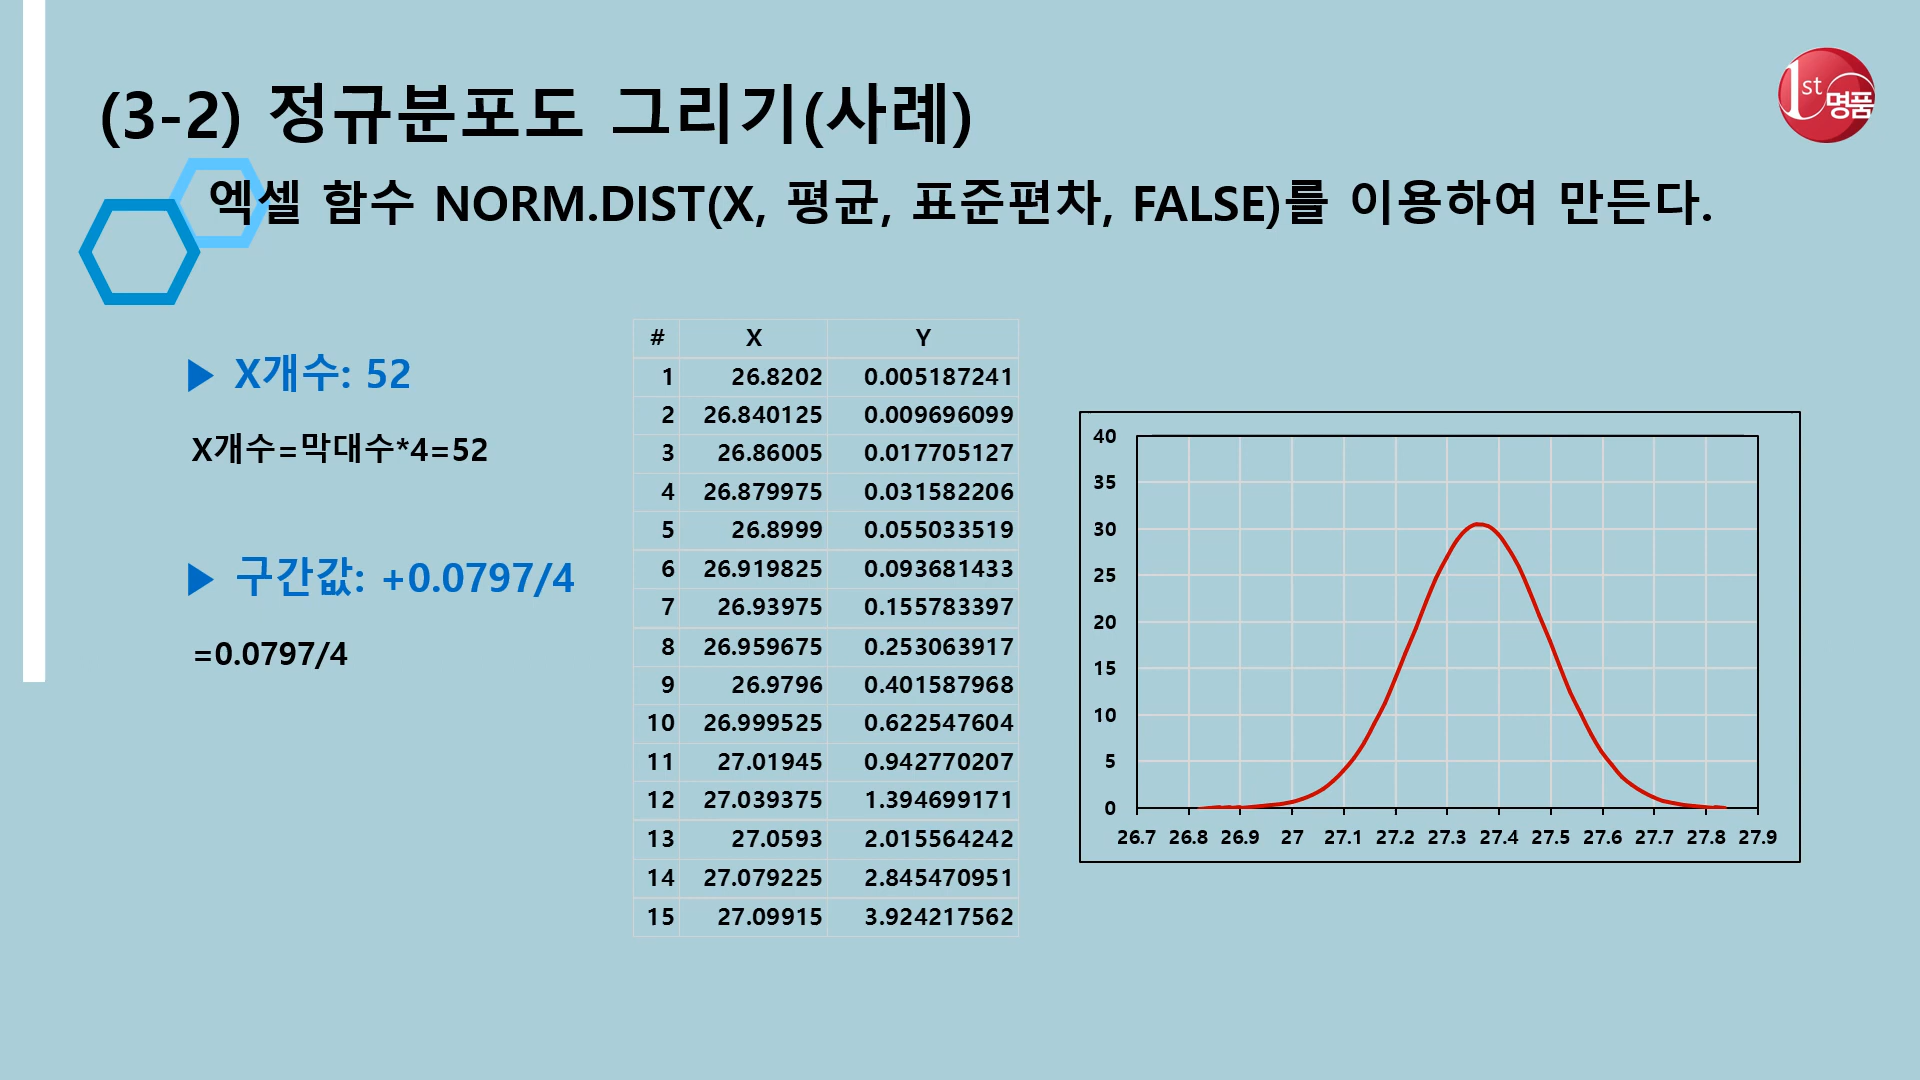 (3-2) 정규분포도 그리기(사례)
1st 명품
엑셀 함수 NORM.DIST(X, 평균, 표준편차, FALSE)를 이용하여 만든다.
▶ X개수: 52
X개수=막대수*4=52
▶ 구간값: +0.0797/4
=0.0797/4
# X Y
1 26.8202 0.005187241
2 26.840125 0.009696099
3 26.86005 0.017705127
4 26.879975 0.031582206
5 26.8999 0.055033519
6 26.919825 0.093681433
7 26.93975 0.155783397
8 26.959675 0.253063917
9 26.9796 0.401587968
10 26.999525 0.622547604
11 27.01945 0.942770207
12 27.039375 1.394699171
13 27.0593 2.015564242
14 27.079225 2.845470951
15 27.09915 3.924217562
40
35
30
25
20
15
10
5
0
26.7 26.8 26.9 27 27.1 27.2 27.3 27.4 27.5 27.6 27.7 27.8 27.9